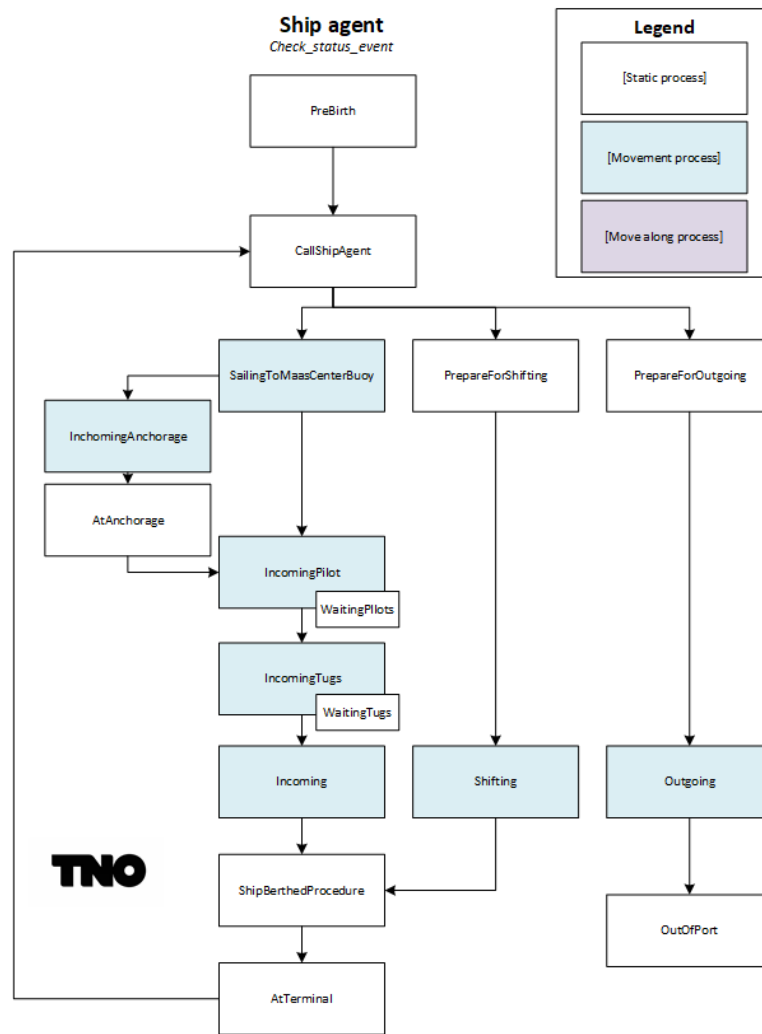 Ship agent
Check_status_event
Legend
[Static process]
[Movement process]
[Move along process]
PreBirth
CallShipAgent
SailingToMaasCenterBuoy
PrepareForShifting
PrepareForOutgoing
InchomingAnchorage
AtAnchorage
IncomingPilot
WaitingPIlots
IncomingTugs
WaitingTugs
Incoming
Shifting
Outgoing
TNO
ShipBerthedProcedure
OutOfPort
AtTerminal